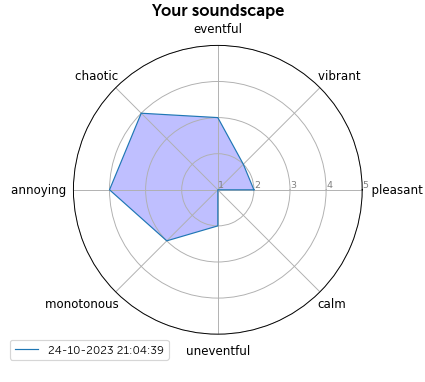 Your soundscape
eventful
chaotic
vibrant
annoying
1
2
3
4
5
pleasant
monotonous
calm
24-10-2023 21:04:39
uneventful